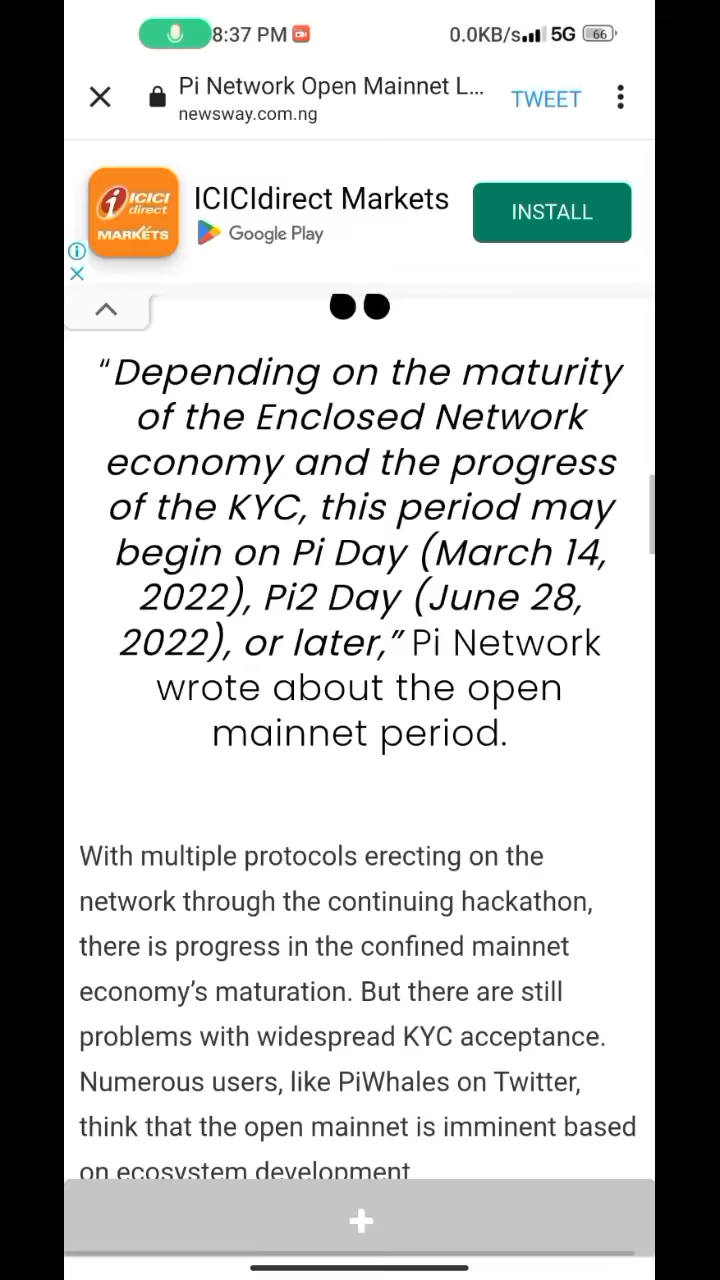 8:37 PM
0.0KB/s 5G 66
Pi Network Open Mainnet L...
newsway.com.ng
TWEET
ICICI
direct
MARKETS
ICICIdirect Markets
Google Play
INSTALL
“Depending on the maturity
of the Enclosed Network
economy and the progress
of the KYC, this period may
begin on Pi Day (March 14,
2022), Pi2 Day (June 28,
2022), or later,” Pi Network
wrote about the open
mainnet period.
With multiple protocols erecting on the
network through the continuing hackathon,
there is progress in the confined mainnet
economy’s maturation. But there are still
problems with widespread KYC acceptance.
Numerous users, like PiWhales on Twitter,
think that the open mainnet is imminent based
on ecosystem development